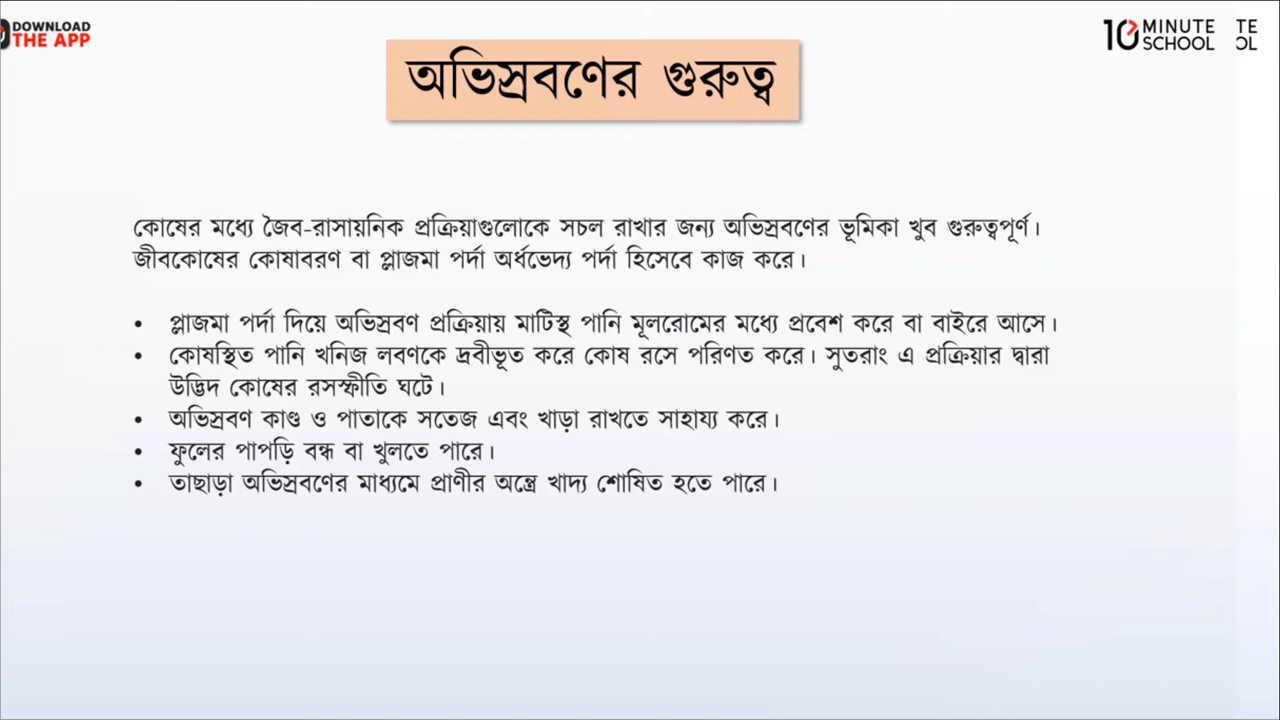 DOWNLOAD
THE APP
10 MINUTE SCHOOL
TE
OL
অভিস্রবণের গুরুত্ব
কোষের মধ্যে জৈব-রাসায়নিক প্রক্রিয়াগুলোকে সচল রাখার জন্য অভিস্রবণের ভূমিকা খুব গুরুত্বপূর্ণ।
জীবকোষের কোষাবরণ বা প্লাজমা পর্দা অর্ধভেদ্য পর্দা হিসেবে কাজ করে।
• প্লাজমা পর্দা দিয়ে অভিস্রবণ প্রক্রিয়ায় মাটিস্থ পানি মূলরোমের মধ্যে প্রবেশ করে বা বাইরে আসে।
• কোষস্থিত পানি খনিজ লবণকে দ্রবীভূত করে কোষ রসে পরিণত করে। সুতরাং এ প্রক্রিয়ার দ্বারা
উদ্ভিদ কোষের রসস্ফীতি ঘটে।
• অভিস্রবণ কাণ্ড ও পাতাকে সতেজ এবং খাড়া রাখতে সাহায্য করে।
• ফুলের পাপড়ি বন্ধ বা খুলতে পারে।
• তাছাড়া অভিস্রবণের মাধ্যমে প্রাণীর অন্ত্রে খাদ্য শোষিত হতে পারে।